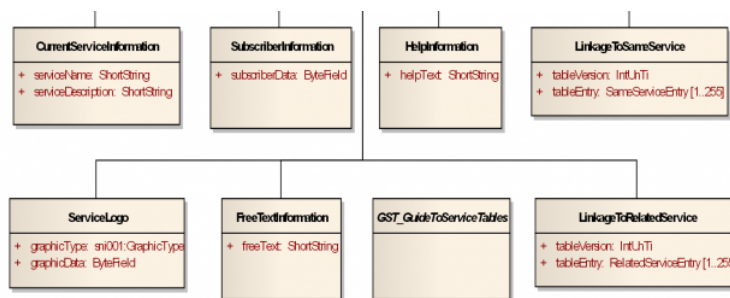 CurrentServiceInformation
+ serviceName: ShortString
+ serviceDescription: ShortString
SubscriberInformation
+ subscriberData: ByteField
HelpInformation
+ helpText: ShortString
LinkageToSameService
+ tableVersion: IntUnTi
+ tableEntry: SameServiceEntry [1..255]
ServiceLogo
+ graphicType: sni001:GraphicType
+ graphicData: ByteField
FreeTextInformation
+ freeText: ShortString
GST_GuideToServiceTables
LinkageToRelatedService
+ tableVersion: IntUnTi
+ tableEntry: RelatedServiceEntry [1..255